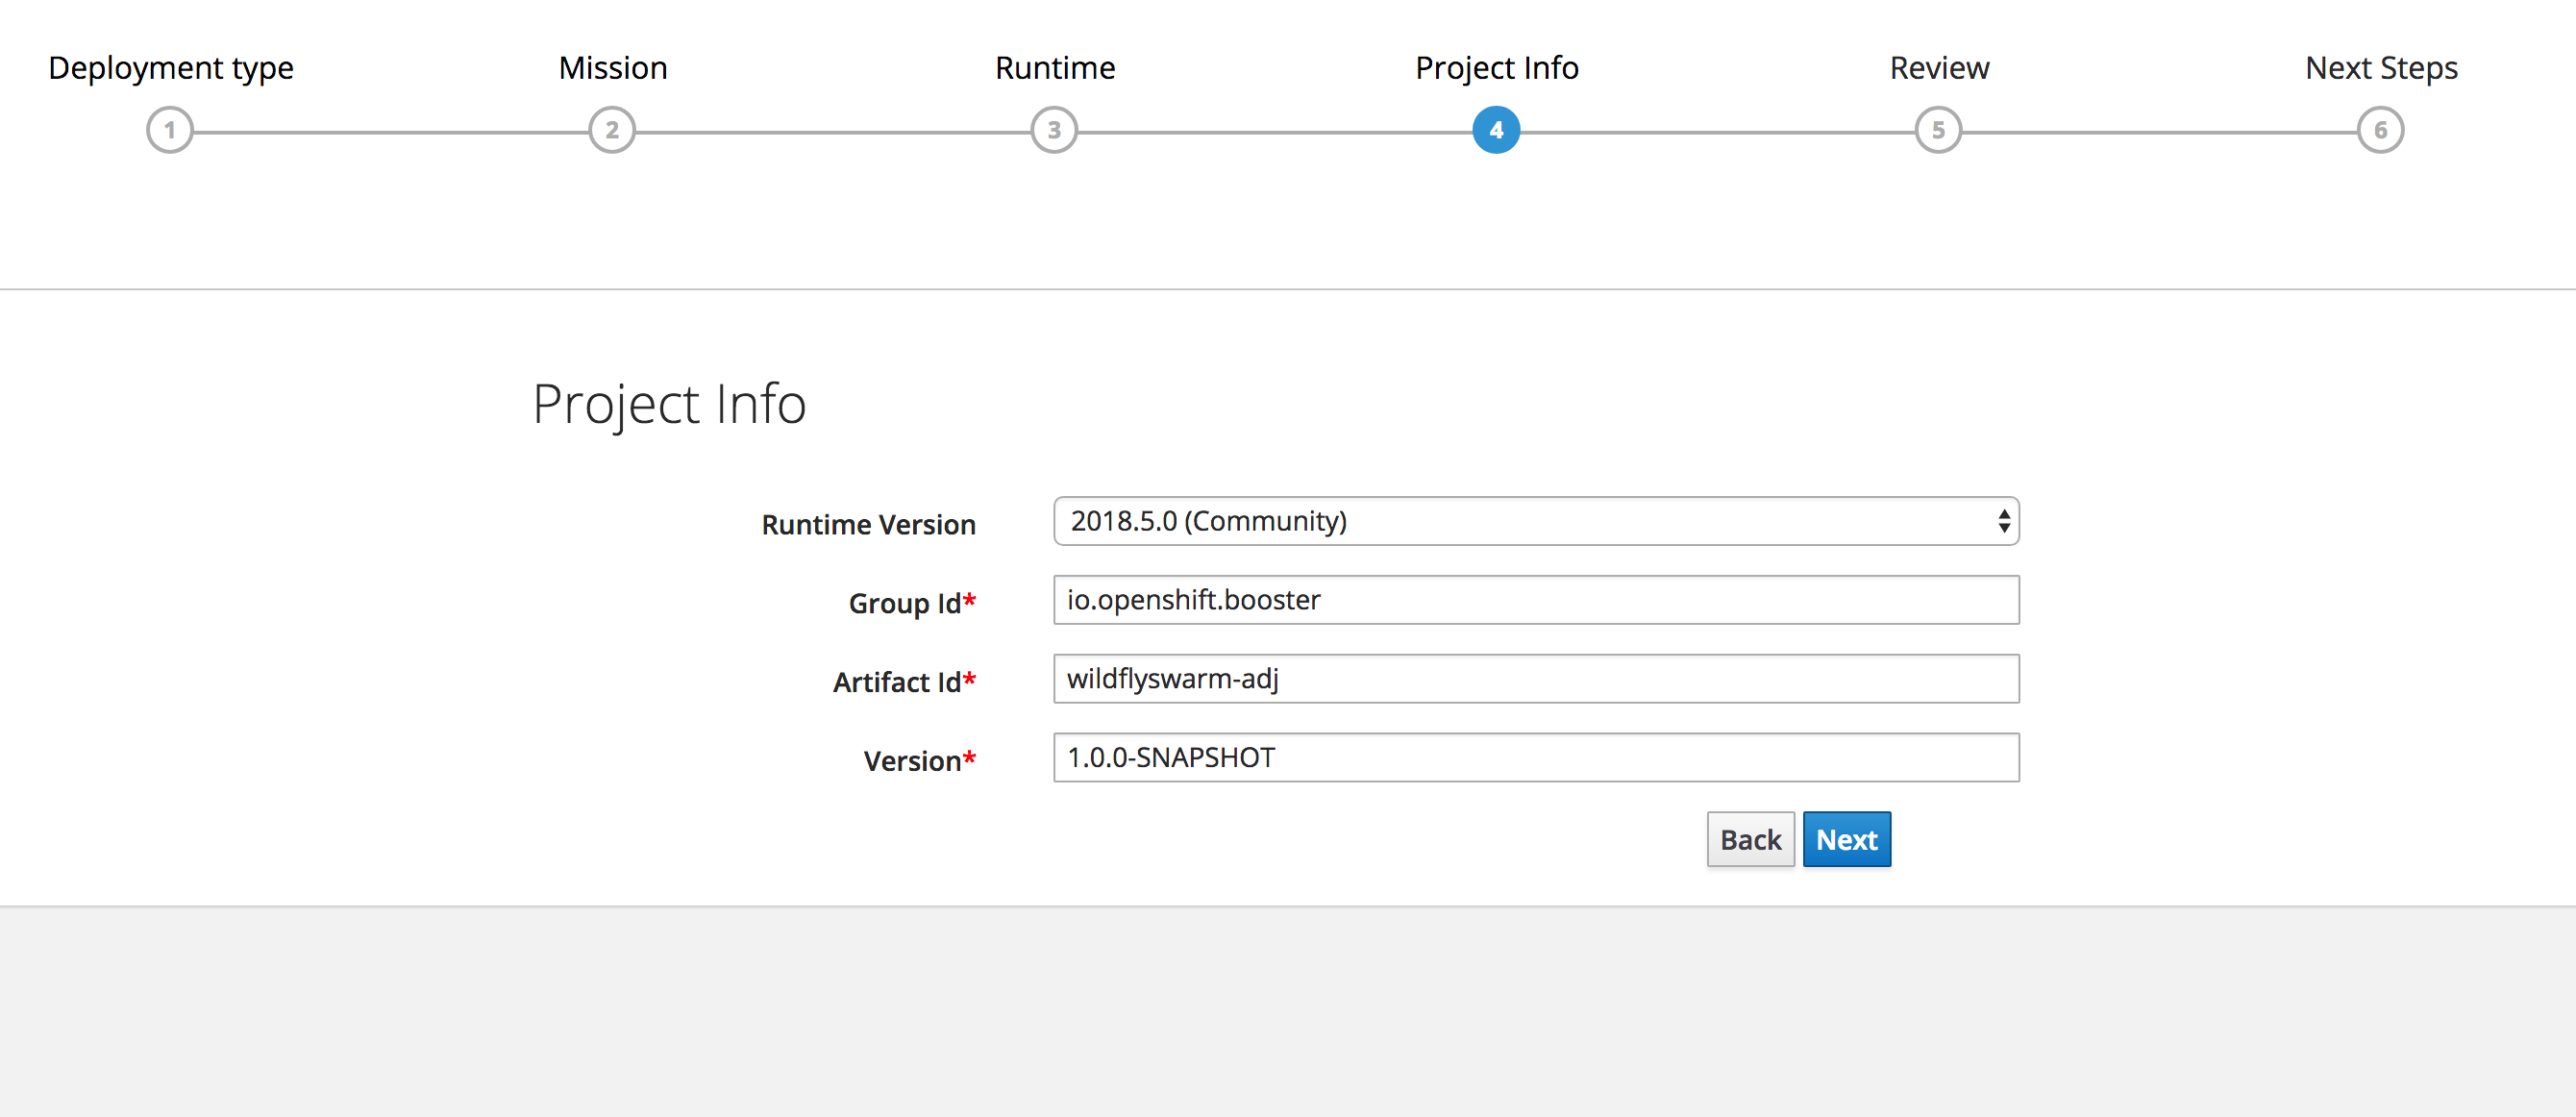 Deployment type Mission Runtime Project Info Review Next Steps
1 2 3 4 5 6
Project Info
Runtime Version 2018.5.0 (Community)
Group Id* io.openshift.booster
Artifact Id* wildflyswarm-adj
Version* 1.0.0-SNAPSHOT
Back Next